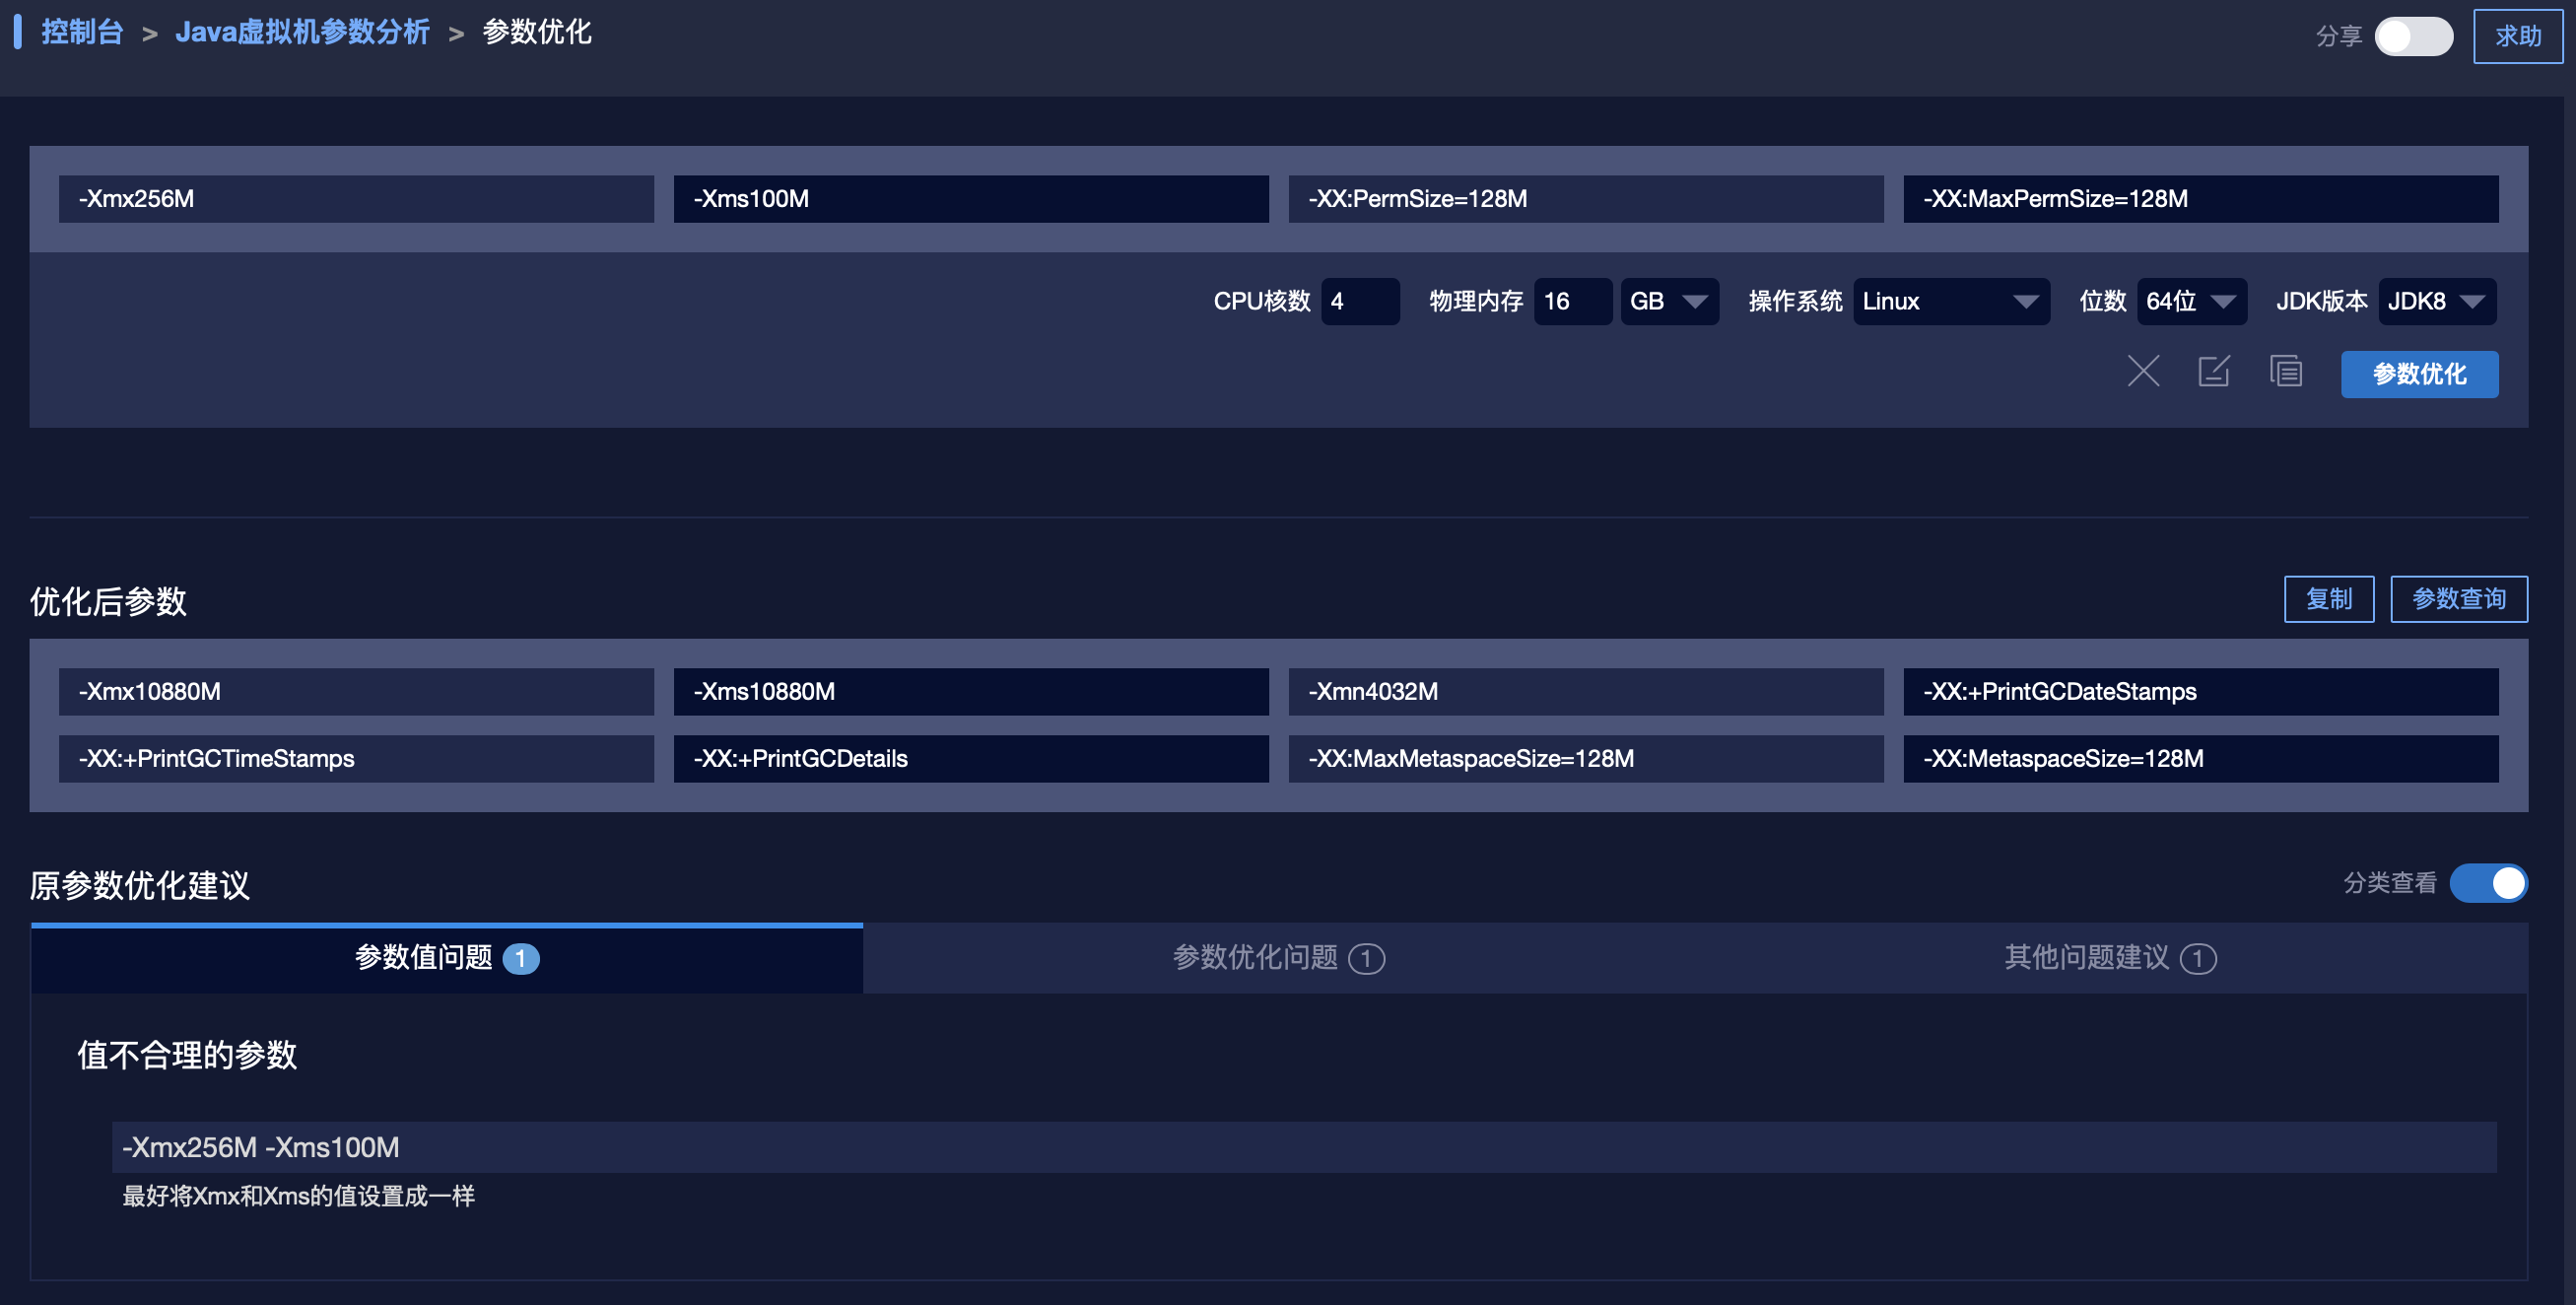 控制台 > Java虚拟机参数分析 > 参数优化
分享 求助
-Xmx256M -Xms100M -XX:PermSize=128M -XX:MaxPermSize=128M
CPU核数 4 物理内存 16 GB 操作系统 Linux 位数 64位 JDK版本 JDK8
参数优化
优化后参数 复制 参数查询
-Xmx10880M -Xms10880M -Xmn4032M -XX:+PrintGCDateStamps
-XX:+PrintGCTimeStamps -XX:+PrintGCDetails -XX:MaxMetaspaceSize=128M -XX:MetaspaceSize=128M
原参数优化建议 分类查看
参数值问题 1 参数优化问题 1 其他问题建议 1
值不合理的参数
-Xmx256M -Xms100M
最好将Xmx和Xms的值设置成一样